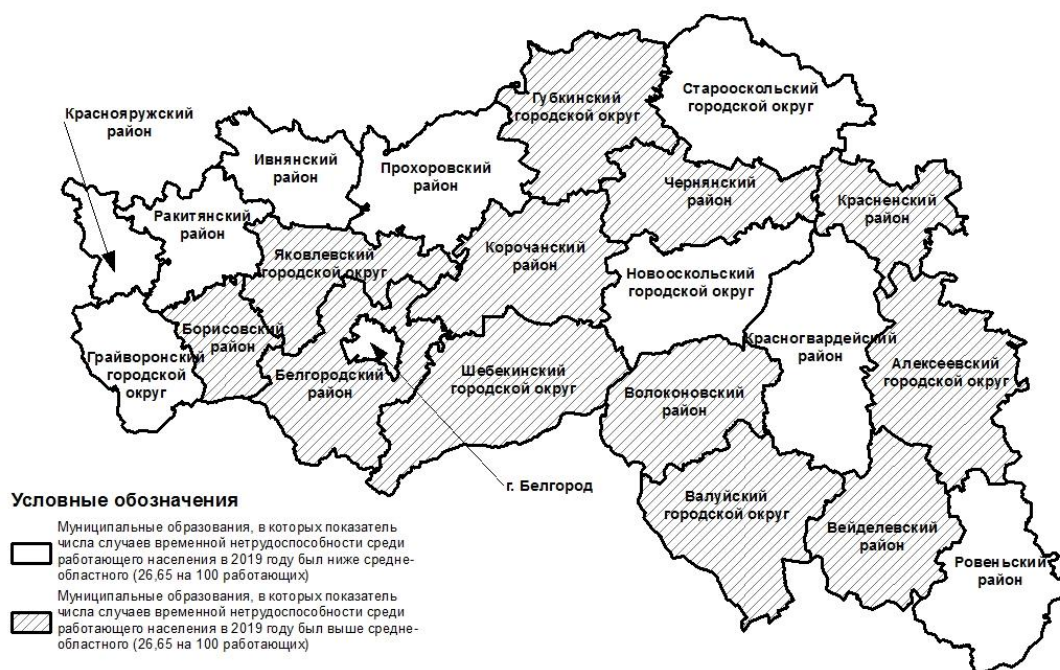 Старооскольский
городской округ
Губкинский
городской округ
Краснояружский
район
Ивнянский
район
Прохоровский
район
Чернянский
район
Красненский
район
Ракитянский
район
Яковлевский
городской округ
Корочанский
район
Новооскольский
городской округ
Борисовский
район
Грайворонский
городской
округ
Белгородский
район
Шебекинский
городской округ
Красногвардейский
район
Алексеевский
городской округ
Волоконовский
район
г. Белгород
Валуйский
городской округ
Вейделевский
район
Ровеньский
район
Условные обозначения
Муниципальные образования, в которых показатель
числа случаев временной нетрудоспособности среди
работающего населения в 2019 году был ниже средне-
областного (26,65 на 100 работающих)
Муниципальные образования, в которых показатель
числа случаев временной нетрудоспособности среди
работающего населения в 2019 году был выше средне-
областного (26,65 на 100 работающих)